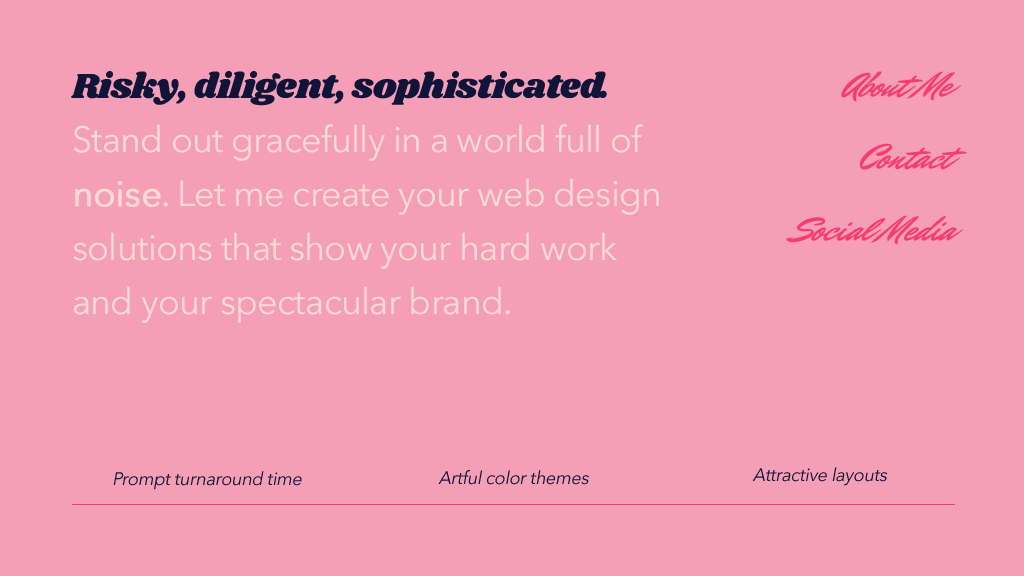 Risky, diligent, sophisticated.
Stand out gracefully in a world full of
noise. Let me create your web design
solutions that show your hard work
and your spectacular brand.
About Me
Contact
Social Media
Prompt turnaround time
Artful color themes
Attractive layouts